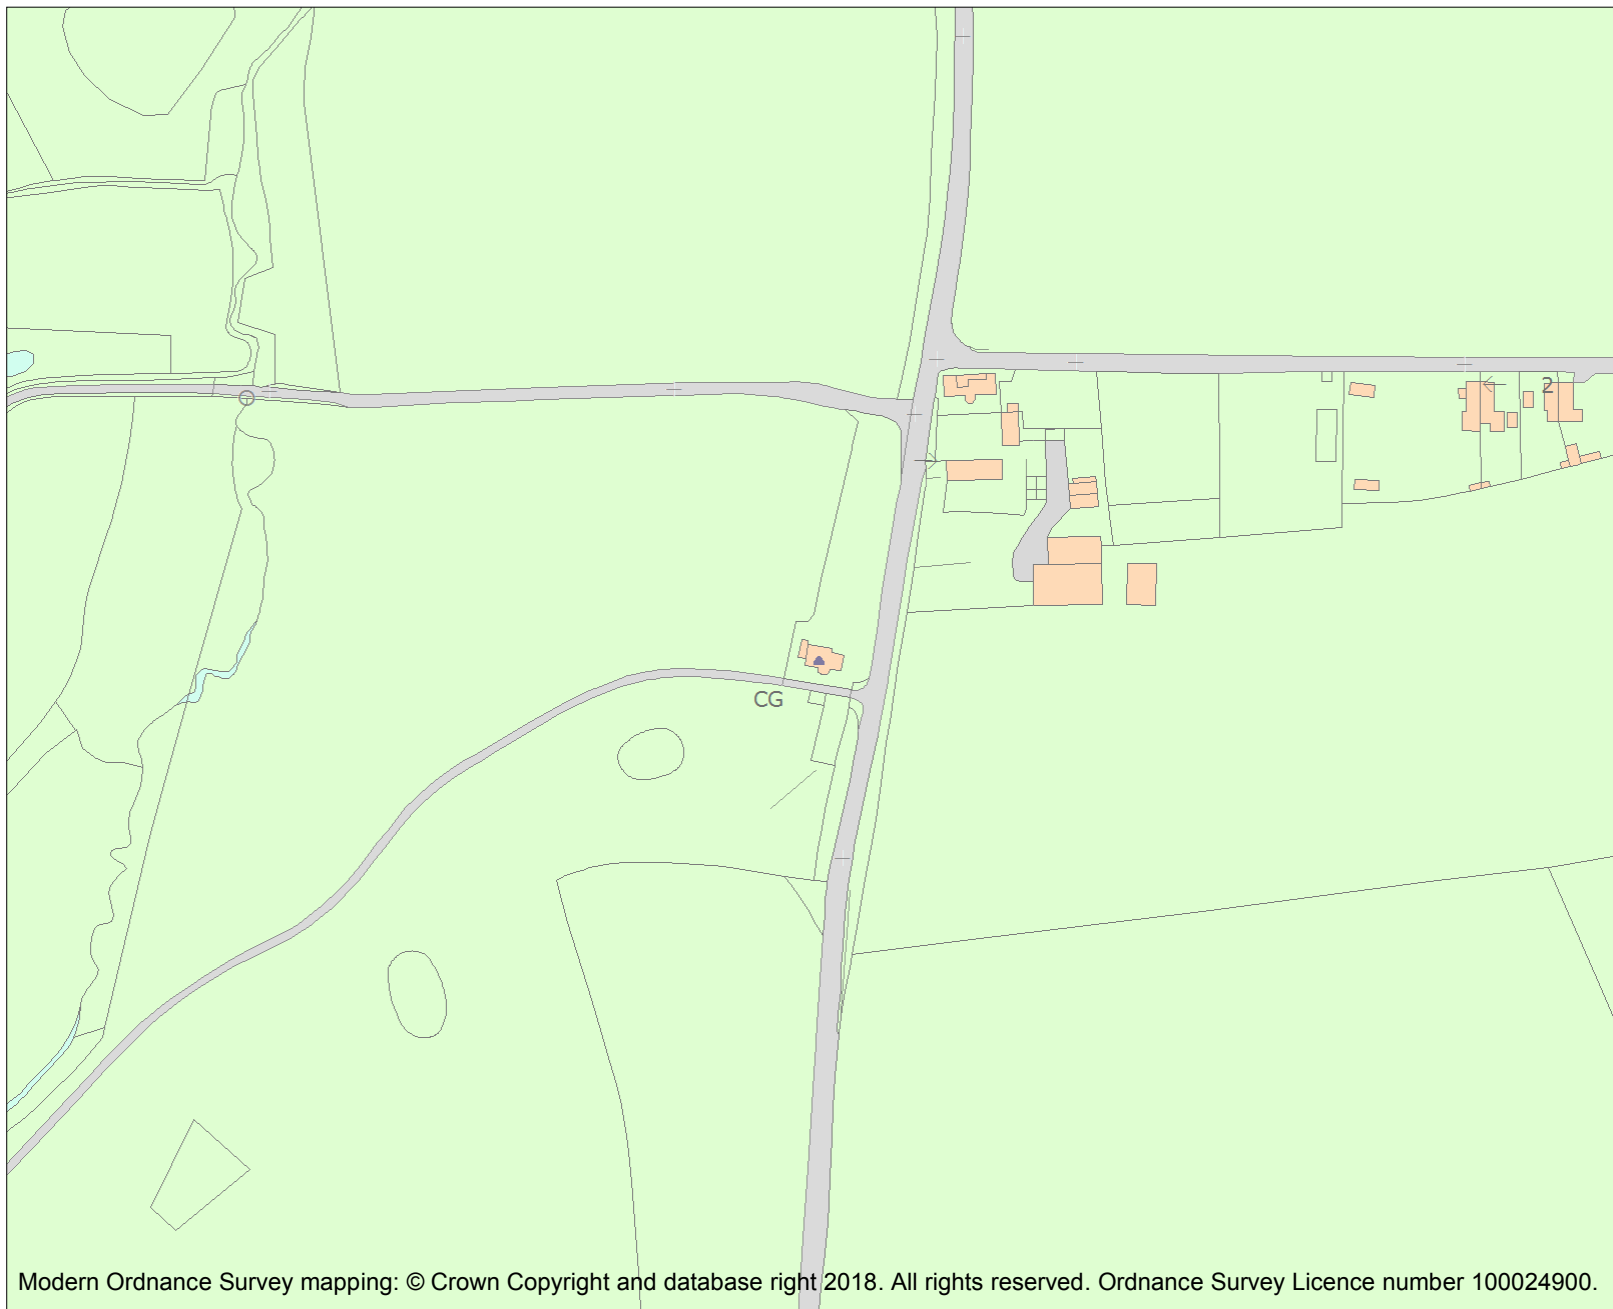 2
CG
Modern Ordnance Survey mapping: © Crown Copyright and database right 2018. All rights reserved. Ordnance Survey Licence number 100024900.